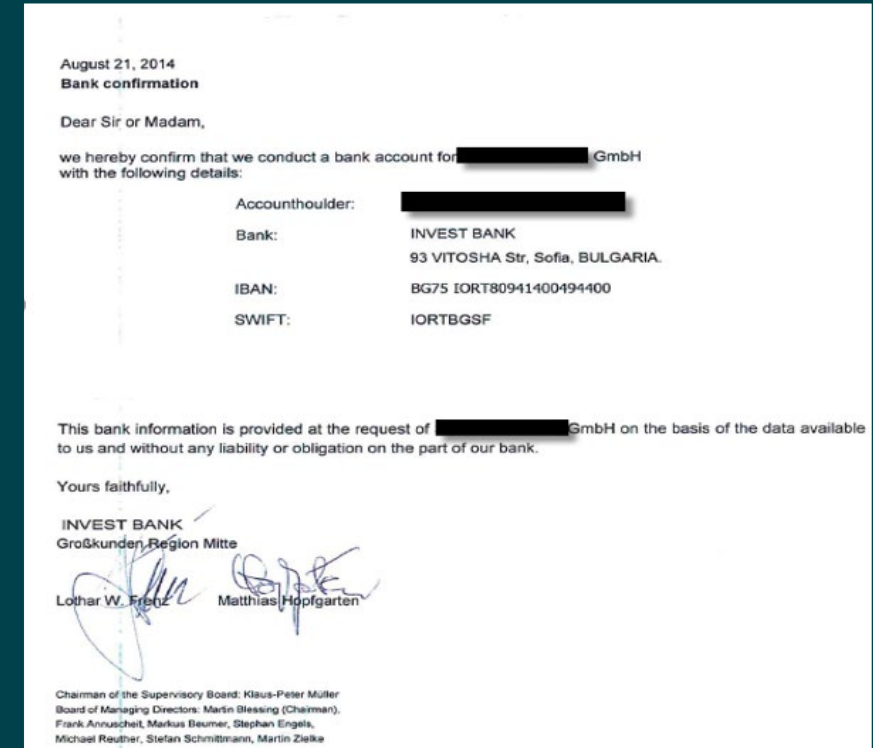 August 21, 2014
Bank confirmation
Dear Sir or Madam,
we hereby confirm that we conduct a bank account for GmbH
with the following details:
Accounthoulder:
Bank: INVEST BANK
93 VITOSHA Str, Sofia, BULGARIA.
IBAN: BG75 IORT80941400494400
SWIFT: IORTBGSF
This bank information is provided at the request of GmbH on the basis of the data available
to us and without any liability or obligation on the part of our bank.
Yours faithfully,
INVEST BANK
Großkunden Region Mitte
Lothar W. Frenz Matthias Hopfgarten
Chairman of the Supervisory Board: Klaus-Peter Müller
Board of Managing Directors: Martin Blessing (Chairman),
Frank Annuscheit, Markus Beumer, Stephan Engels,
Michael Reuther, Stefan Schmittmann, Martin Zielke